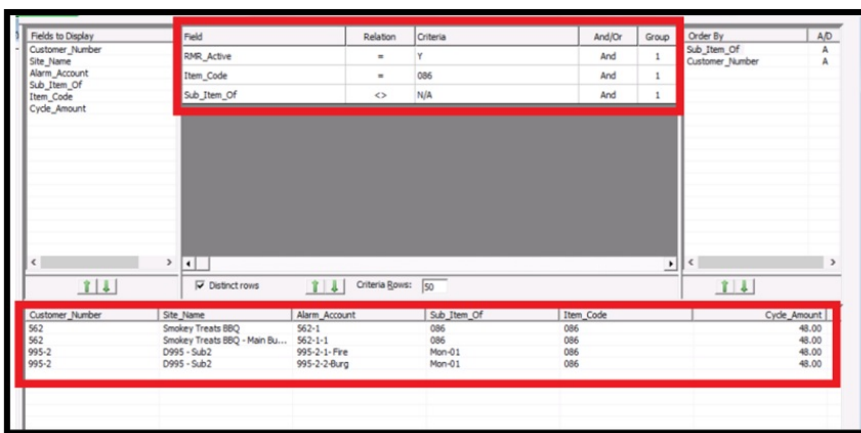 Fields to Display
Customer_Number
Site_Name
Alarm_Account
Sub_Item_Of
Item_Code
Cycle_Amount
Field Relation Criteria And/Or Group
RMR_Active = Y And 1
Item_Code = 086 And 1
Sub_Item_Of <> N/A And 1
Order By A/D
Sub_Item_Of A
Customer_Number A
Distinct rows Criteria Rows: 50
Customer_Number Site_Name Alarm_Account Sub_Item_Of Item_Code Cycle_Amount
562 Smokey Treats BBQ 562-1 086 086 48.00
562 Smokey Treats BBQ - Main Bu... 562-1-1 086 086 48.00
995-2 D995 - Sub2 995-2-1-Fire Mon-01 086 48.00
995-2 D995 - Sub2 995-2-2-Burg Mon-01 086 48.00